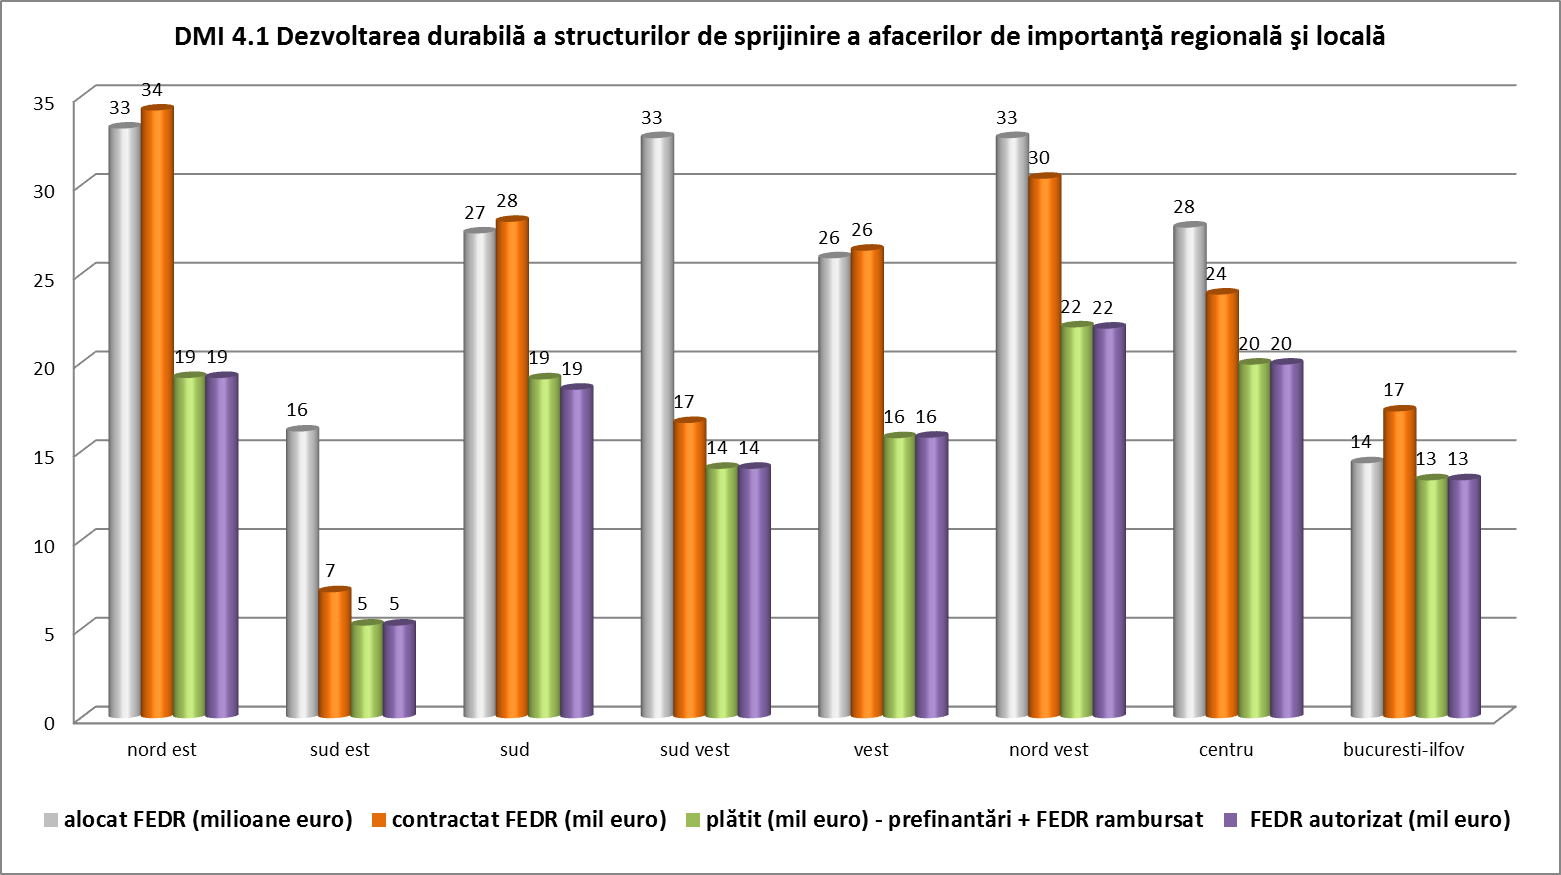 DMI 4.1 Dezvoltarea durabilă a structurilor de sprijinire a afacerilor de importanţă regională şi locală
35
30
25
20
15
10
5
0
33 34 19 19
16 7 5 5
27 28 19 19
33 17 14 14
26 26 16 16
33 30 22 22
28 24 20 20
14 17 13 13
nord est sud est sud sud vest vest nord vest centru bucuresti-ilfov
alocat FEDR (milioane euro) contractat FEDR (mil euro) plătit (mil euro) - prefinantări + FEDR rambursat FEDR autorizat (mil euro)